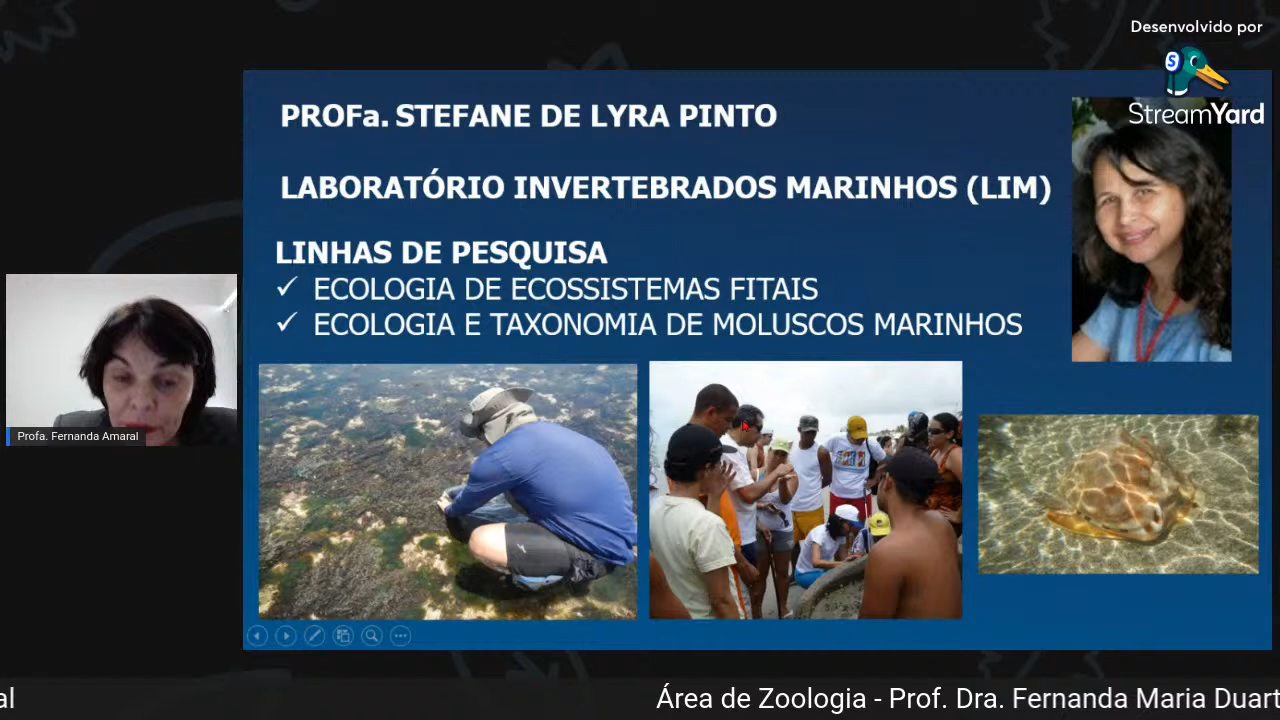 Desenvolvido por
StreamYard
PROFa. STEFANE DE LYRA PINTO
LABORATÓRIO INVERTEBRADOS MARINHOS (LIM)
LINHAS DE PESQUISA
✓ ECOLOGIA DE ECOSSISTEMAS FITAIS
✓ ECOLOGIA E TAXONOMIA DE MOLUSCOS MARINHOS
Profa. Fernanda Amaral
al
Área de Zoologia - Prof. Dra. Fernanda Maria Duart